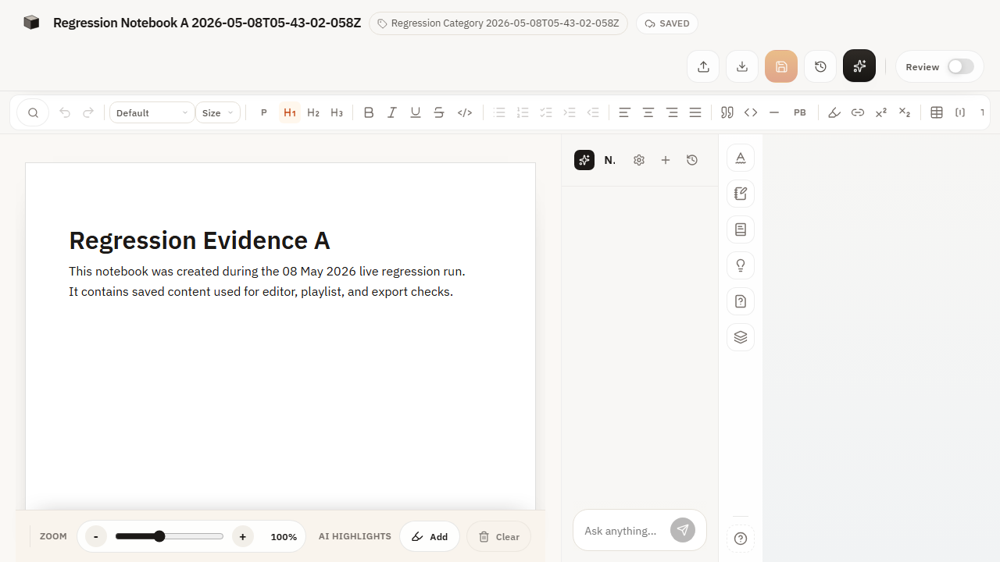 Regression Notebook A 2026-05-08T05-43-02-058Z
Regression Category 2026-05-08T05-43-02-058Z
SAVED
Review
Default Size P H1 H2 H3 B I U S </> PB x² X₂ T
N.
Regression Evidence A
This notebook was created during the 08 May 2026 live regression run.
It contains saved content used for editor, playlist, and export checks.
ZOOM - + 100% AI HIGHLIGHTS Add Clear
Ask anything...